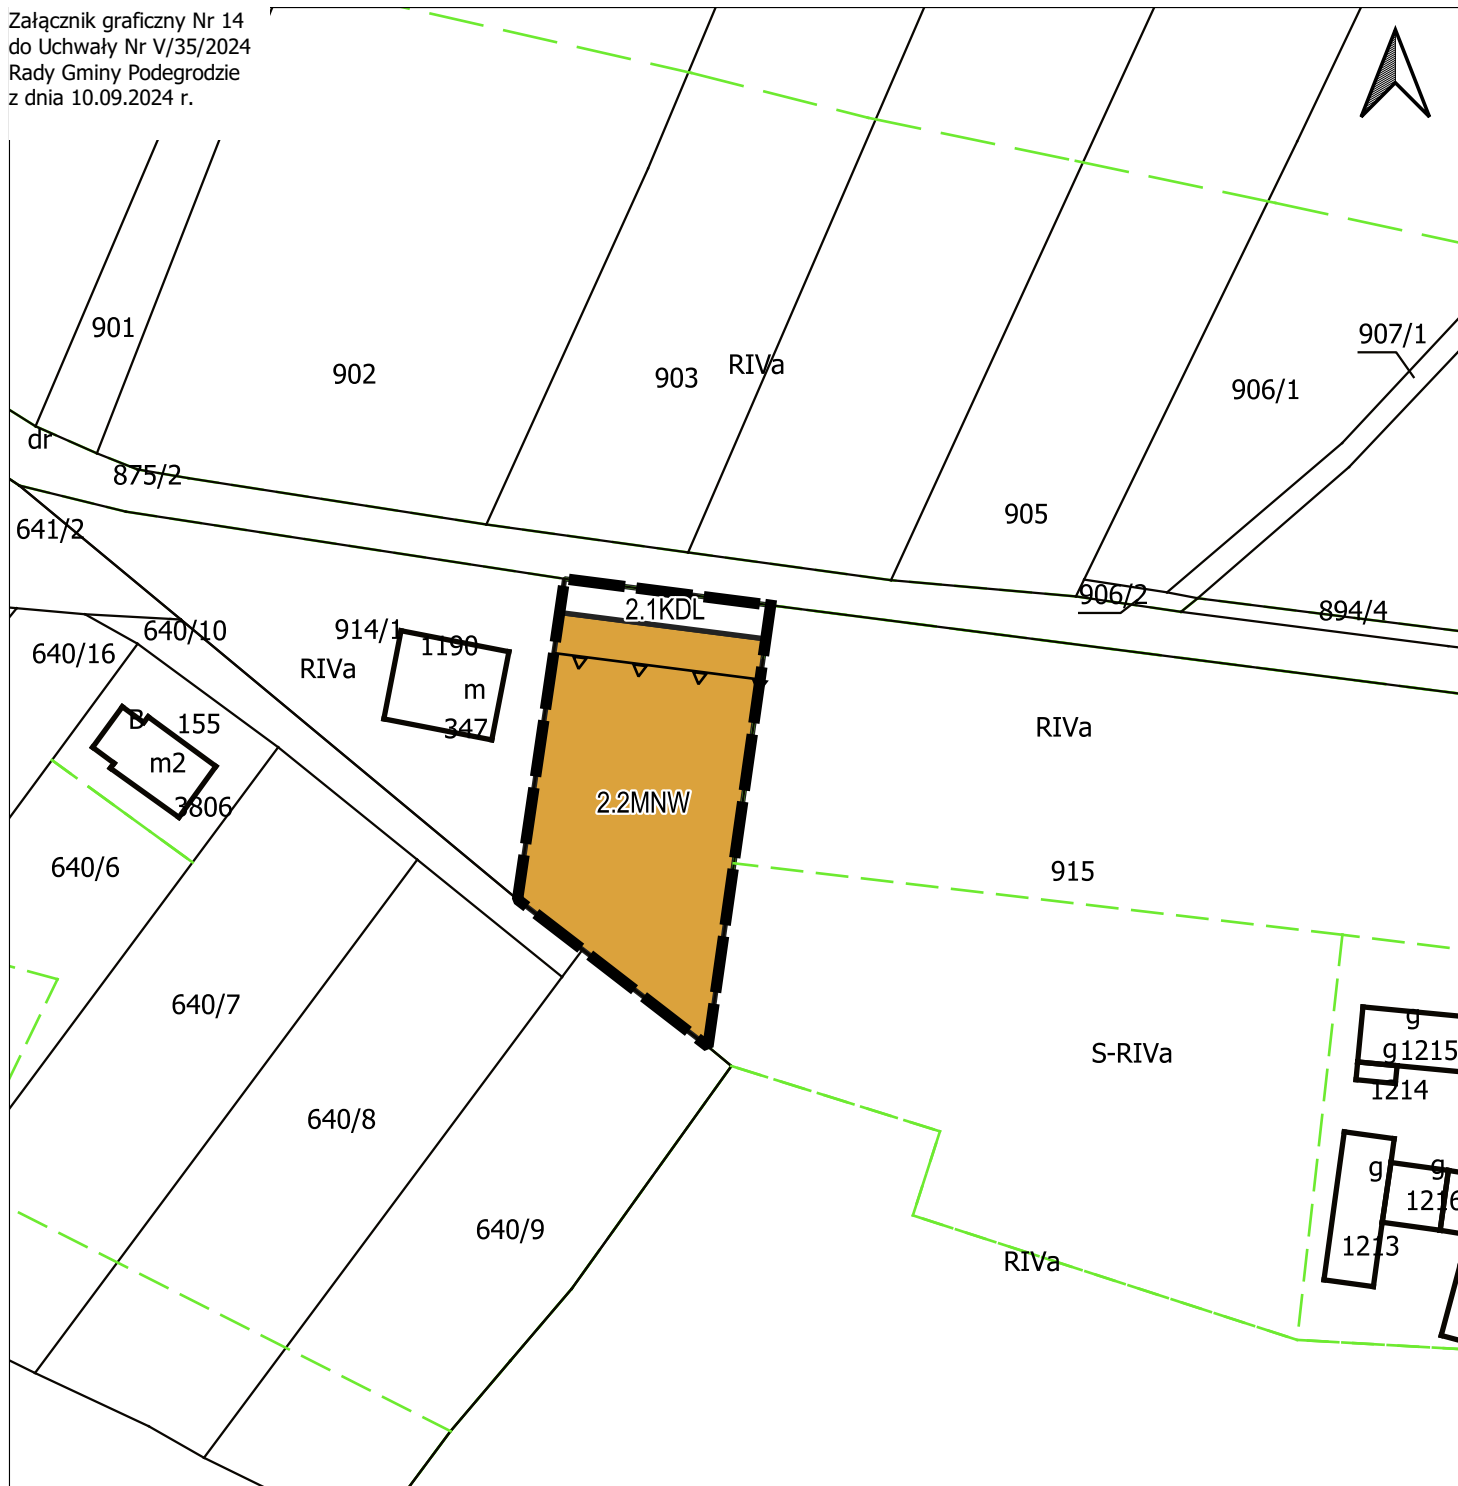 Załącznik graficzny Nr 14
do Uchwały Nr V/35/2024
Rady Gminy Podegrodzie
z dnia 10.09.2024 r.
901
907/1
902
903
RIVa
906/1
dr
875/2
905
641/2
906/2
2.1KDL
894/4
914/1
640/10
1190
640/16
RIVa
m
B
155
347
RIVa
m2
2.2MNW
3806
640/6
915
640/7
g
g
1215
S-RIVa
1214
640/8
g
g
1216
640/9
1213
RIVa